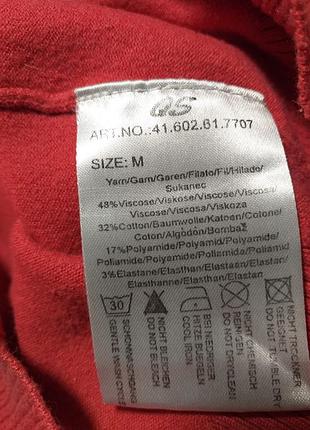 QS
ART.NO.:41.602.61.7707
SIZE: M
Yarn/Garn/Garen/Filato/Fil/Hilado/
Sukanec
48%Viscose/Viskose/Viscose/Viscosa/
Viscose/Viscosa/Viskoza
32%Cotton/Baumwolle/Katoen/Cotone/
Coton/Algodón/Bombaž
17%Polyamide/Polyamid/Polyamide/
Poliamide/Polyamide/Poliamida/Poliamid
3%Elastane/Elasthan/Elasthan/Elastan/
Elasthanne/Elastan/Elastan
30
SCHONWASCHGANG
GENTLE WASH CYCLE
NICHT BLEICHEN
DO NOT BLEACH
BEI NIEDRIGER
HITZE BUEGELN
COOL IRON
NICHT CHEMISCH
REINIGEN
DO NOT DRYCLEAN
NICHT TROCKNER
GEEIGNET
DO NOT TUMBLE DRY